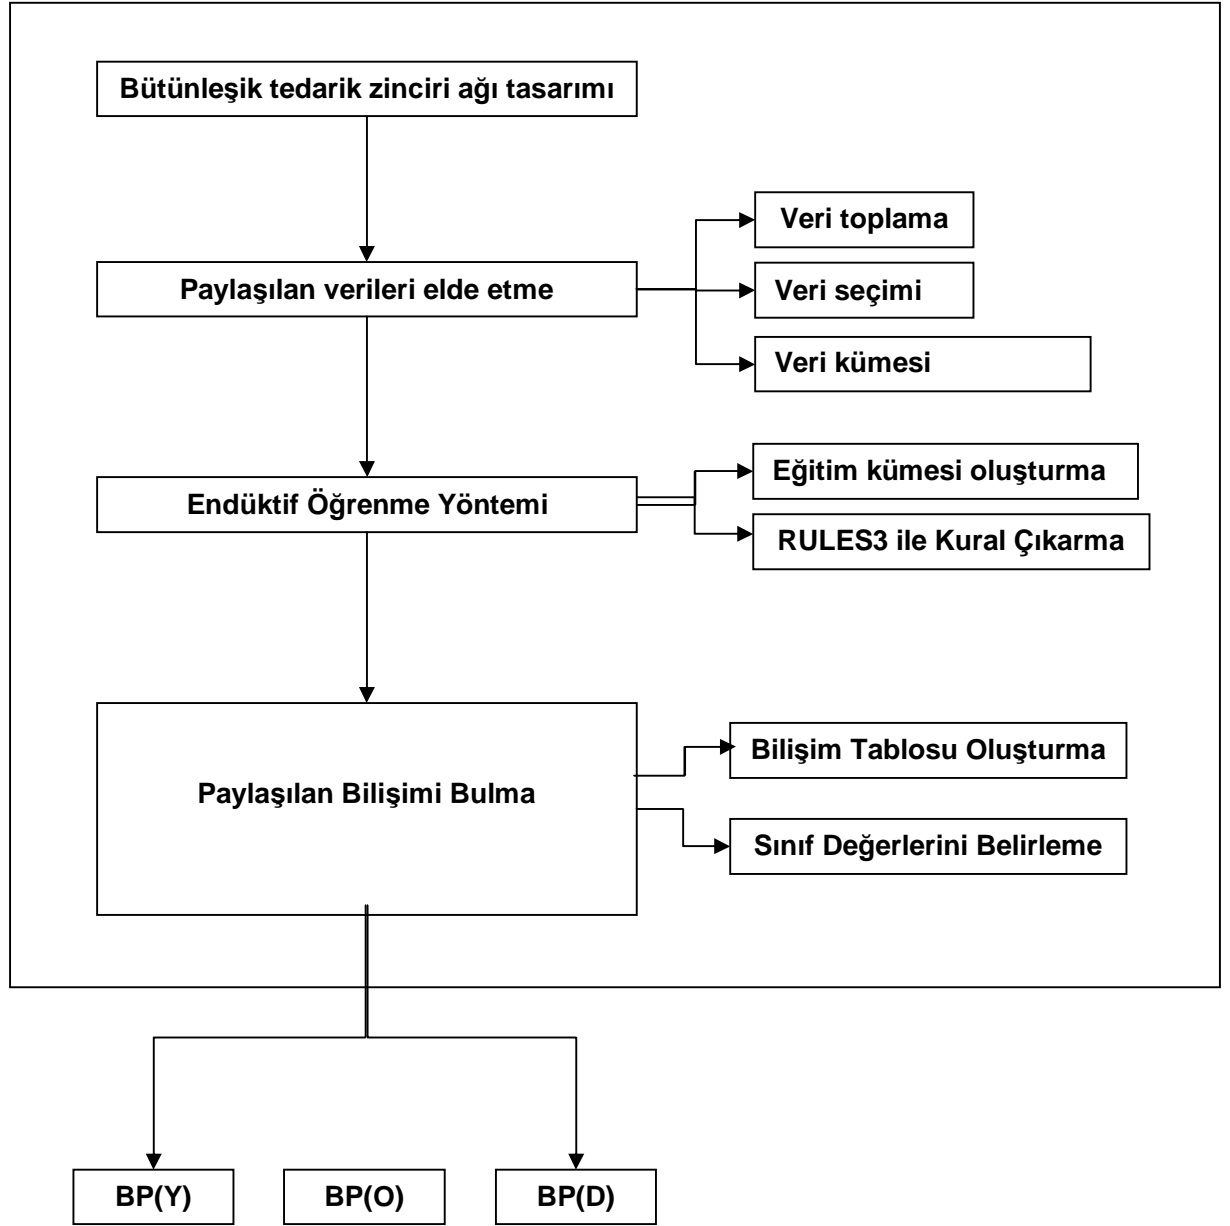 Bütünleşik tedarik zinciri ağı tasarımı
Veri toplama
Paylaşılan verileri elde etme
Veri seçimi
Veri kümesi
Eğitim kümesi oluşturma
Endüktif Öğrenme Yöntemi
RULES3 ile Kural Çıkarma
Bilişim Tablosu Oluşturma
Paylaşılan Bilişimi Bulma
Sınıf Değerlerini Belirleme
BP(Y)
BP(O)
BP(D)